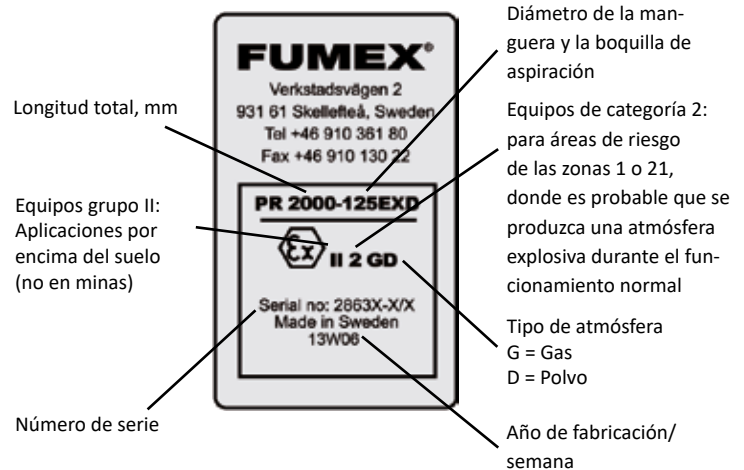 Diámetro de la man-
guera y la boquilla de
aspiración
Longitud total, mm
Equipos de categoría 2:
para áreas de riesgo
de las zonas 1 o 21,
donde es probable que se
produzca una atmósfera
explosiva durante el fun-
cionamiento normal
Equipos grupo II:
Aplicaciones por
encima del suelo
(no en minas)
Tipo de atmósfera
G = Gas
D = Polvo
Número de serie
Año de fabricación/
semana
FUMEX®
Verkstadsvägen 2
931 61 Skellefteå, Sweden
Tel +46 910 361 80
Fax +46 910 130 22
PR 2000-125EXD
Ex II 2 GD
Serial no: 2863X-X/X
Made in Sweden
13W06